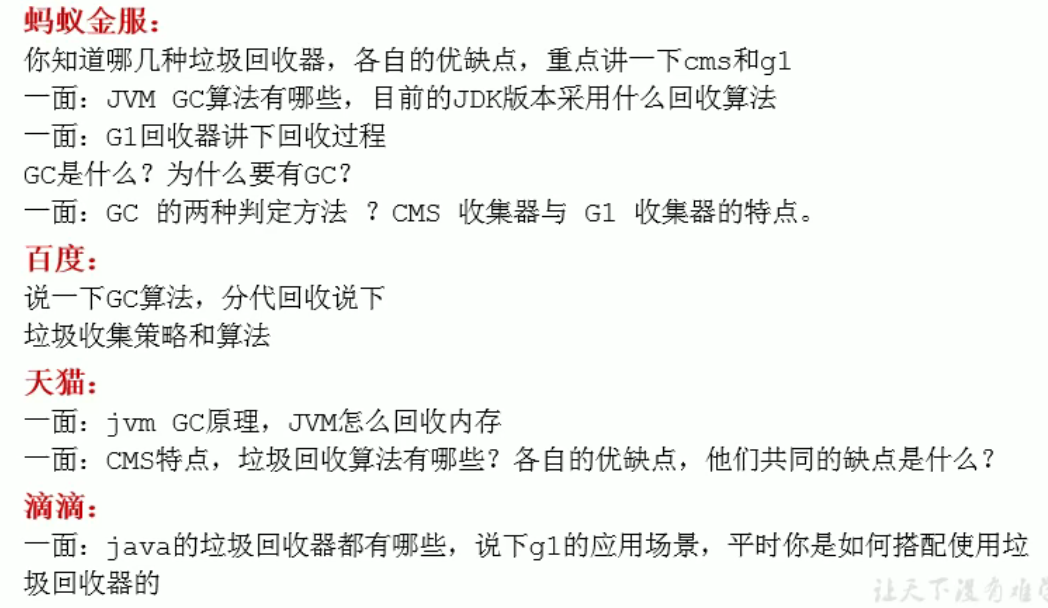 蚂蚁金服：
你知道哪几种垃圾回收器，各自的优缺点，重点讲一下cms和g1
一面：JVM GC算法有哪些，目前的JDK版本采用什么回收算法
一面：G1回收器讲下回收过程
GC是什么？为什么要有GC？
一面：GC 的两种判定方法 ？CMS 收集器与 G1 收集器的特点。
百度：
说一下GC算法，分代回收说下
垃圾收集策略和算法
天猫：
一面：jvm GC原理，JVM怎么回收内存
一面：CMS特点，垃圾回收算法有哪些？各自的优缺点，他们共同的缺点是什么？
滴滴：
一面：java的垃圾回收器都有哪些，说下g1的应用场景，平时你是如何搭配使用垃
圾回收器的
让天下没有难